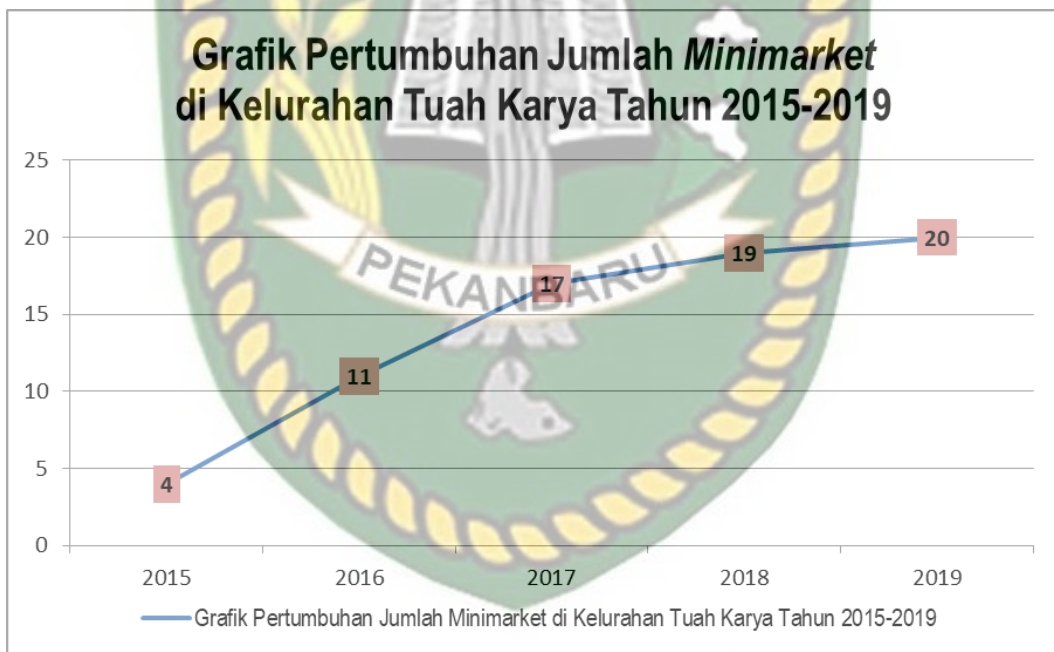 Grafik Pertumbuhan Jumlah Minimarket
di Kelurahan Tuah Karya Tahun 2015-2019
25
20
15
10
5
0
4
11
17
19
20
PEKANBARU
2015 2016 2017 2018 2019
Grafik Pertumbuhan Jumlah Minimarket di Kelurahan Tuah Karya Tahun 2015-2019